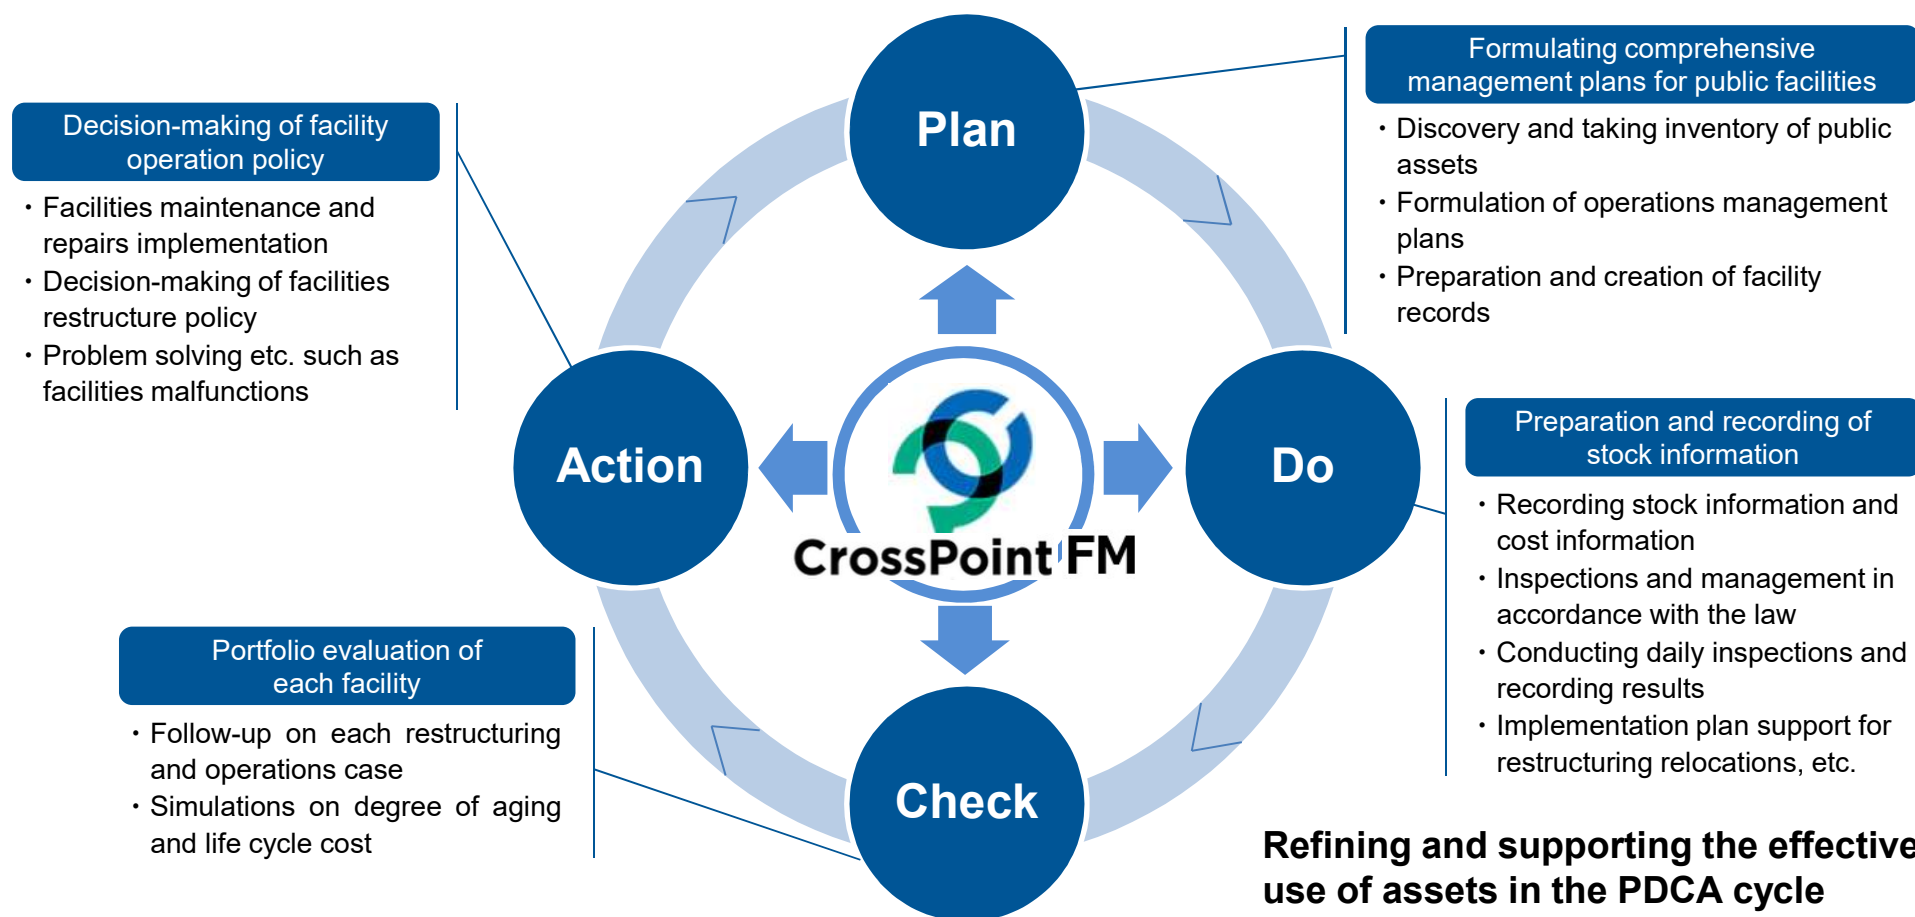 Plan
Formulating comprehensive
management plans for public facilities
・Discovery and taking inventory of public
assets
・Formulation of operations management
plans
・Preparation and creation of facility
records
Decision-making of facility
operation policy
・Facilities maintenance and
repairs implementation
・Decision-making of facilities
restructure policy
・Problem solving etc. such as
facilities malfunctions
Action
CrossPoint FM
Do
Preparation and recording of
stock information
・Recording stock information and
cost information
・Inspections and management in
accordance with the law
・Conducting daily inspections and
recording results
・Implementation plan support for
restructuring relocations, etc.
Portfolio evaluation of
each facility
・Follow-up on each restructuring
and operations case
・Simulations on degree of aging
and life cycle cost
Check
Refining and supporting the effective
use of assets in the PDCA cycle